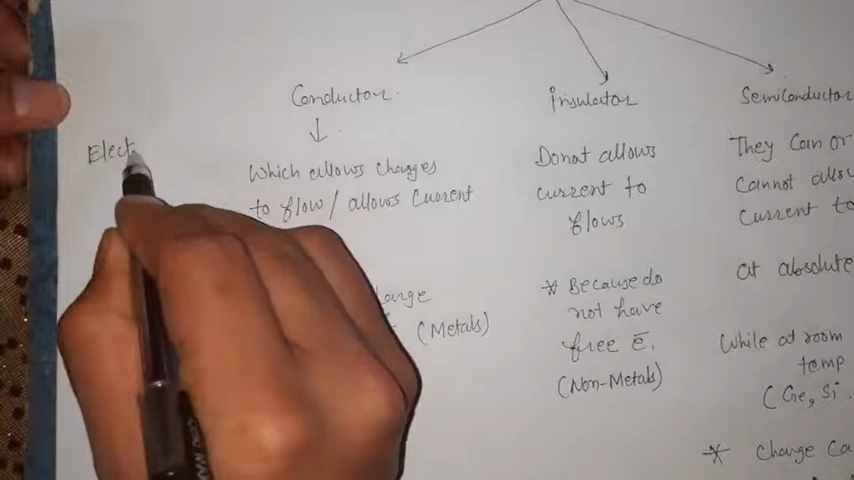 Conductor
Insulator
Semiconductor
Elect
Which allows Charges
to flow / allows Current
Donot allows
current to
flows
They Can or
Cannot allow
Current to
(Metals)
* Because do
not have
free e̅.
(Non-Metals)
at absolute
While at room
temp
(Ge, Si
* Charge Ca